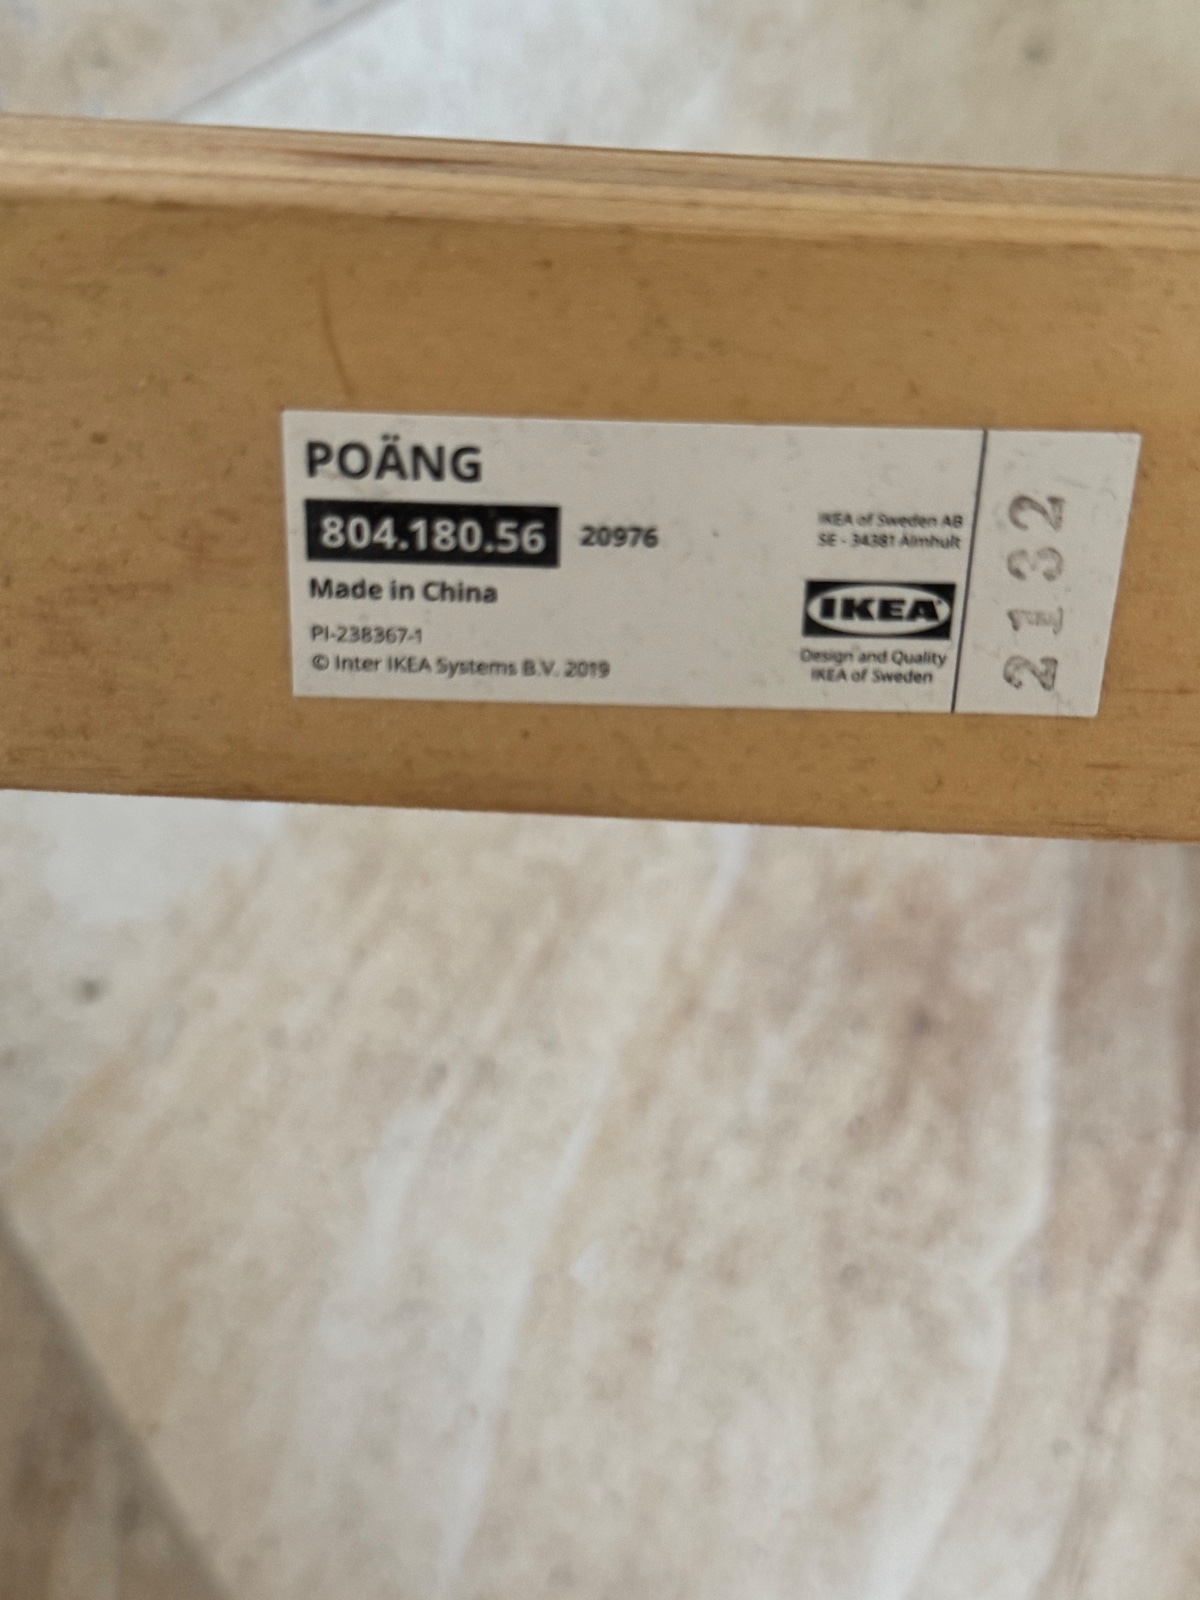 POÄNG
804.180.56 20976
Made in China
PI-238367-1
© Inter IKEA Systems B.V. 2019
IKEA of Sweden AB
SE - 34381 Älmhult
IKEA
Design and Quality
IKEA of Sweden
2132